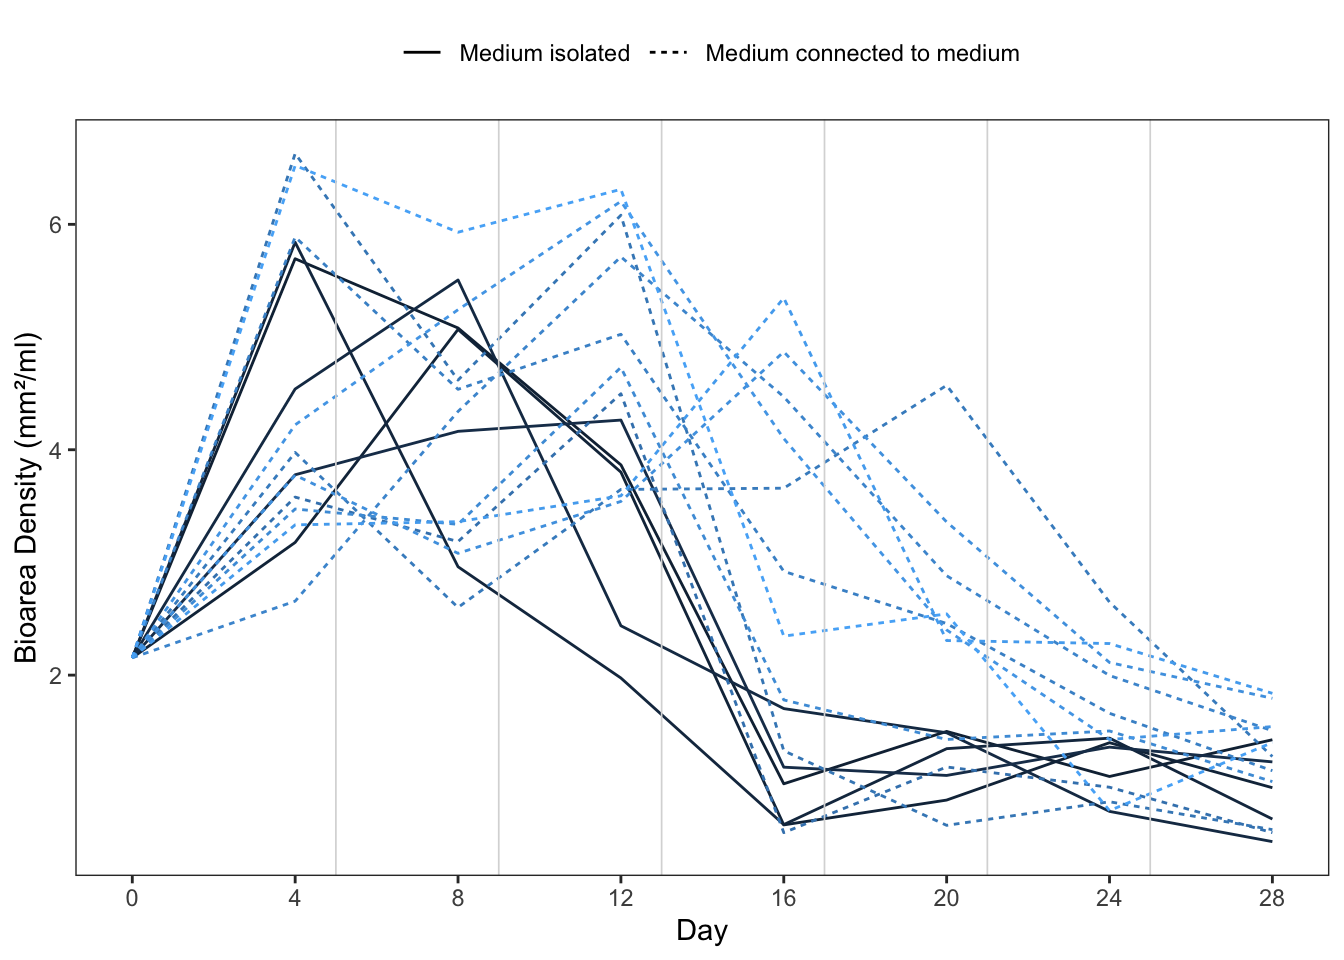 Medium isolated Medium connected to medium
Bioarea Density (mm²/ml)
6
4
2
0 4 8 12 16 20 24 28
Day